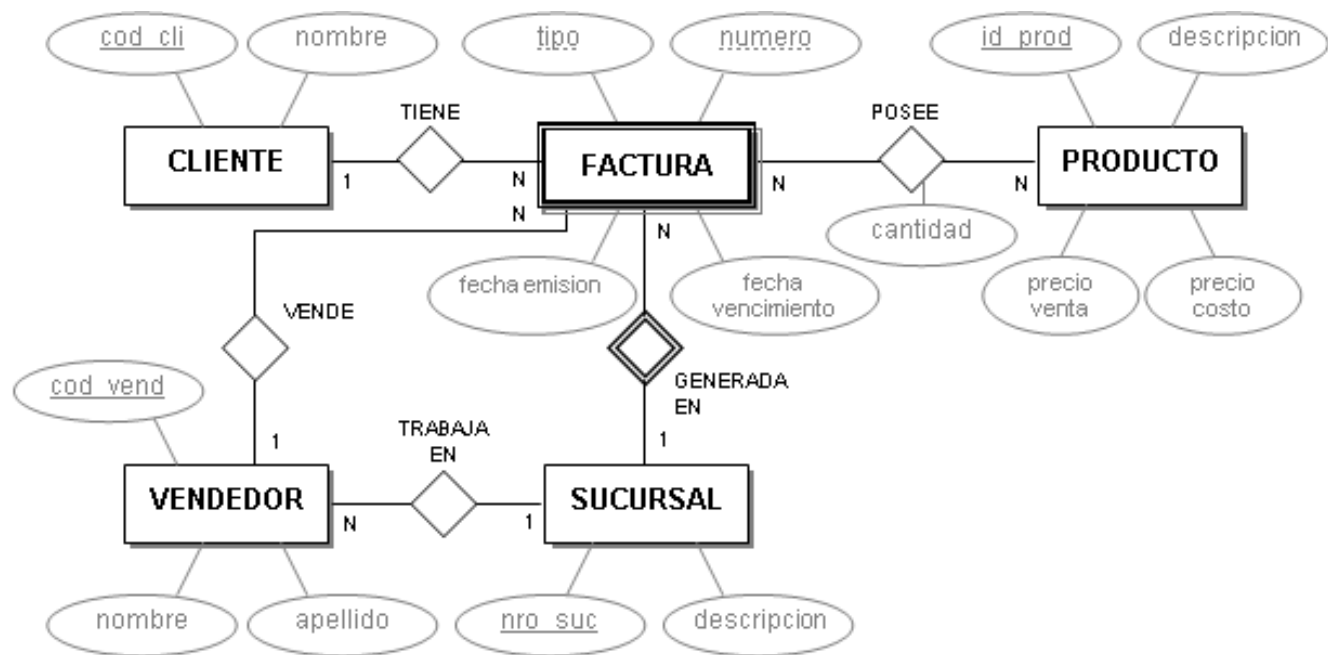 cod_cli
nombre
tipo
numero
id_prod
descripcion
TIENE
POSEE
CLIENTE
FACTURA
PRODUCTO
1
N
N
N
N
N
cantidad
fecha emision
fecha
vencimiento
precio
venta
precio
costo
VENDE
cod_vend
GENERADA
EN
TRABAJA
EN
1
1
VENDEDOR
SUCURSAL
N
1
nombre
apellido
nro_suc
descripcion